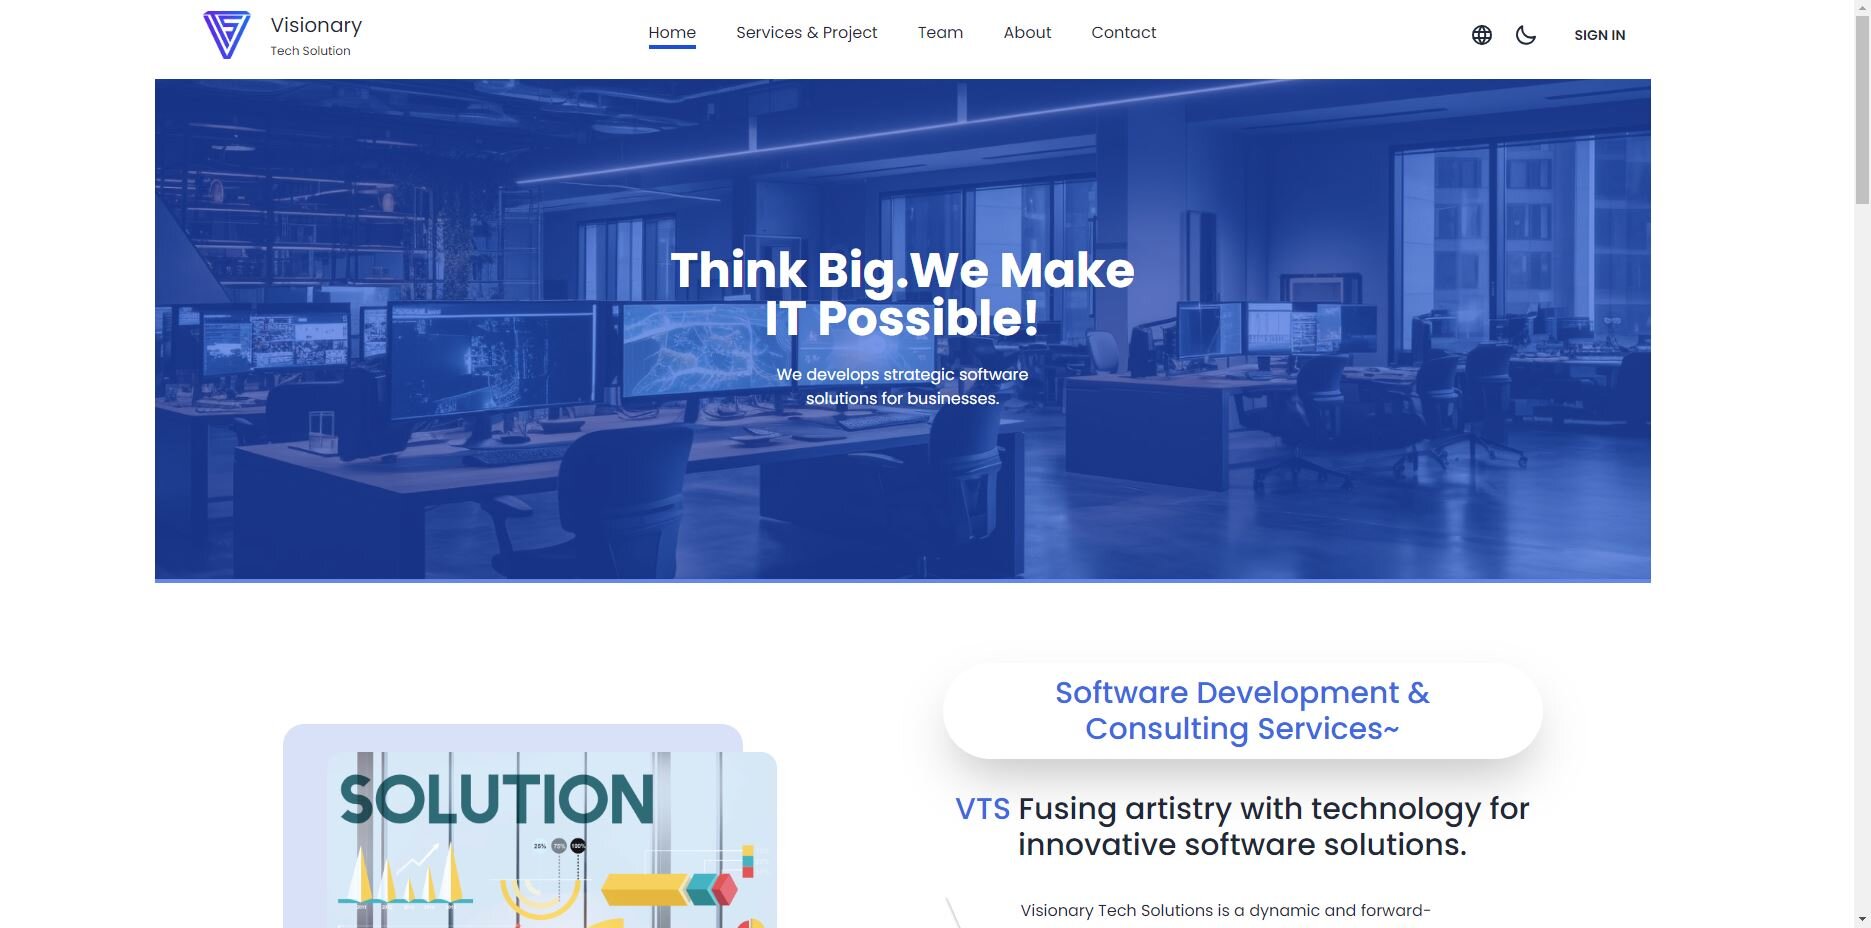 Visionary
Tech Solution
Home
Services & Project
Team
About
Contact
SIGN IN
Think Big.We Make
IT Possible!
We develops strategic software
solutions for businesses.
Software Development &
Consulting Services~
VTS Fusing artistry with technology for
innovative software solutions.
Visionary Tech Solutions is a dynamic and forward-
SOLUTION
25%
75%
100%